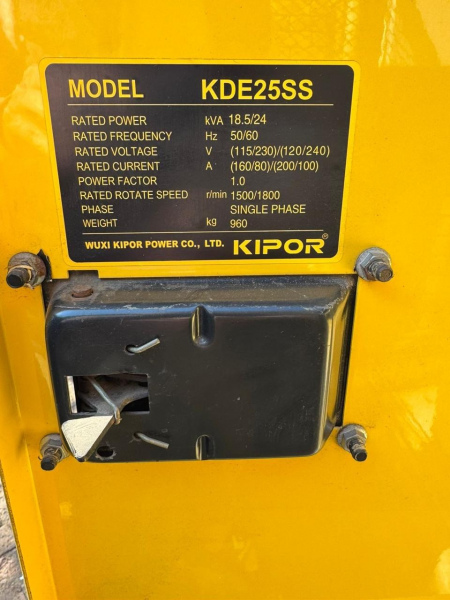 MODEL KDE25SS
RATED POWER kVA 18.5/24
RATED FREQUENCY Hz 50/60
RATED VOLTAGE V (115/230)/(120/240)
RATED CURRENT A (160/80)/(200/100)
POWER FACTOR 1.0
RATED ROTATE SPEED r/min 1500/1800
PHASE SINGLE PHASE
WEIGHT kg 960
WUXI KIPOR POWER CO., LTD. KIPOR®